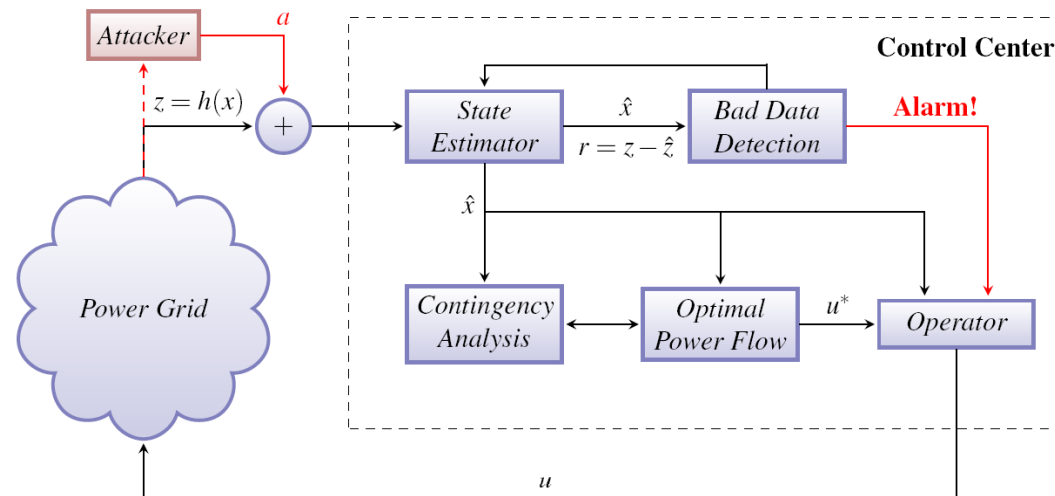 Attacker
a
Control Center
z = h(x)
+
State
Estimator
x̂
r = z − ẑ
Bad Data
Detection
Alarm!
x̂
Power Grid
Contingency
Analysis
Optimal
Power Flow
u*
Operator
u